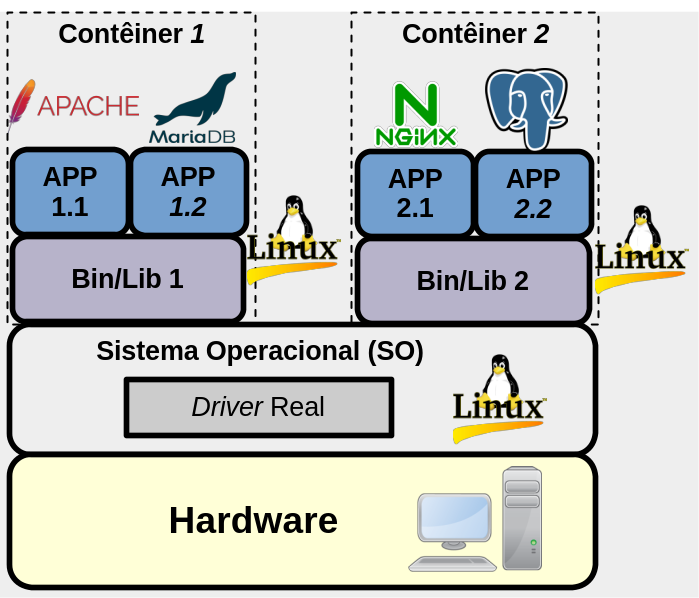 Contêiner 1
Contêiner 2
APACHE
MariaDB
NGINX
APP
1.1
APP
1.2
APP
2.1
APP
2.2
Linux
Linux
Bin/Lib 1
Bin/Lib 2
Sistema Operacional (SO)
Driver Real
Linux
Hardware